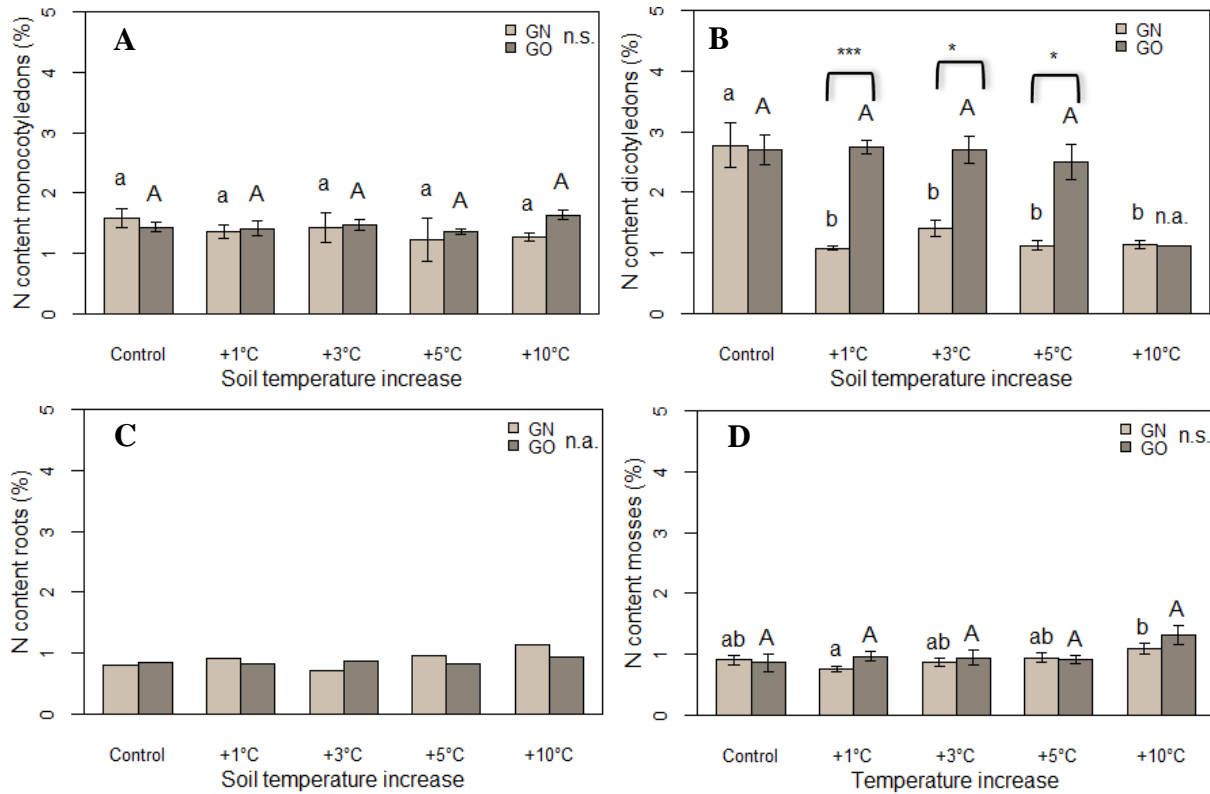 A
GN n.s.
GO
N content monocotyledons (%)
5
4
3
2
1
0
a A a A a A a A a A
Control +1°C +3°C +5°C +10°C
Soil temperature increase
B
GN
GO
N content dicotyledons (%)
5
4
3
2
1
0
*** * *
a A b A b A b A b n.a.
Control +1°C +3°C +5°C +10°C
Soil temperature increase
C
GN n.a.
GO
N content roots (%)
5
4
3
2
1
0
Control +1°C +3°C +5°C +10°C
Soil temperature increase
D
GN n.s.
GO
N content mosses (%)
5
4
3
2
1
0
ab A a A ab A ab A b A
Control +1°C +3°C +5°C +10°C
Temperature increase